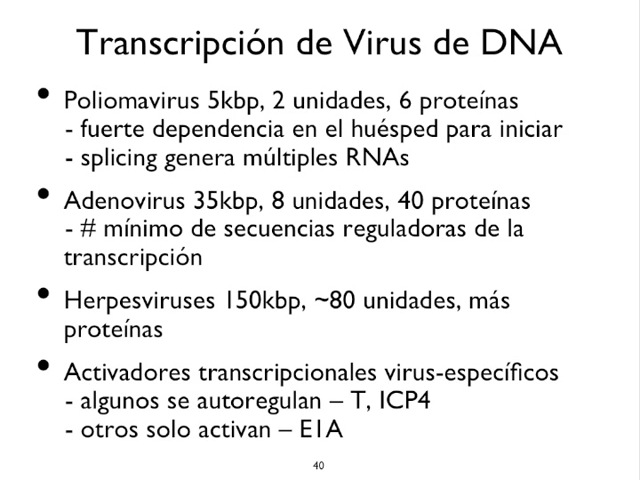 Transcripción de Virus de DNA
• Poliomavirus 5kbp, 2 unidades, 6 proteínas
- fuerte dependencia en el huésped para iniciar
- splicing genera múltiples RNAs
• Adenovirus 35kbp, 8 unidades, 40 proteínas
- # mínimo de secuencias reguladoras de la
transcripción
• Herpesviruses 150kbp, ~80 unidades, más
proteínas
• Activadores transcripcionales virus-específicos
- algunos se autoregulan – T, ICP4
- otros solo activan – E1A
40